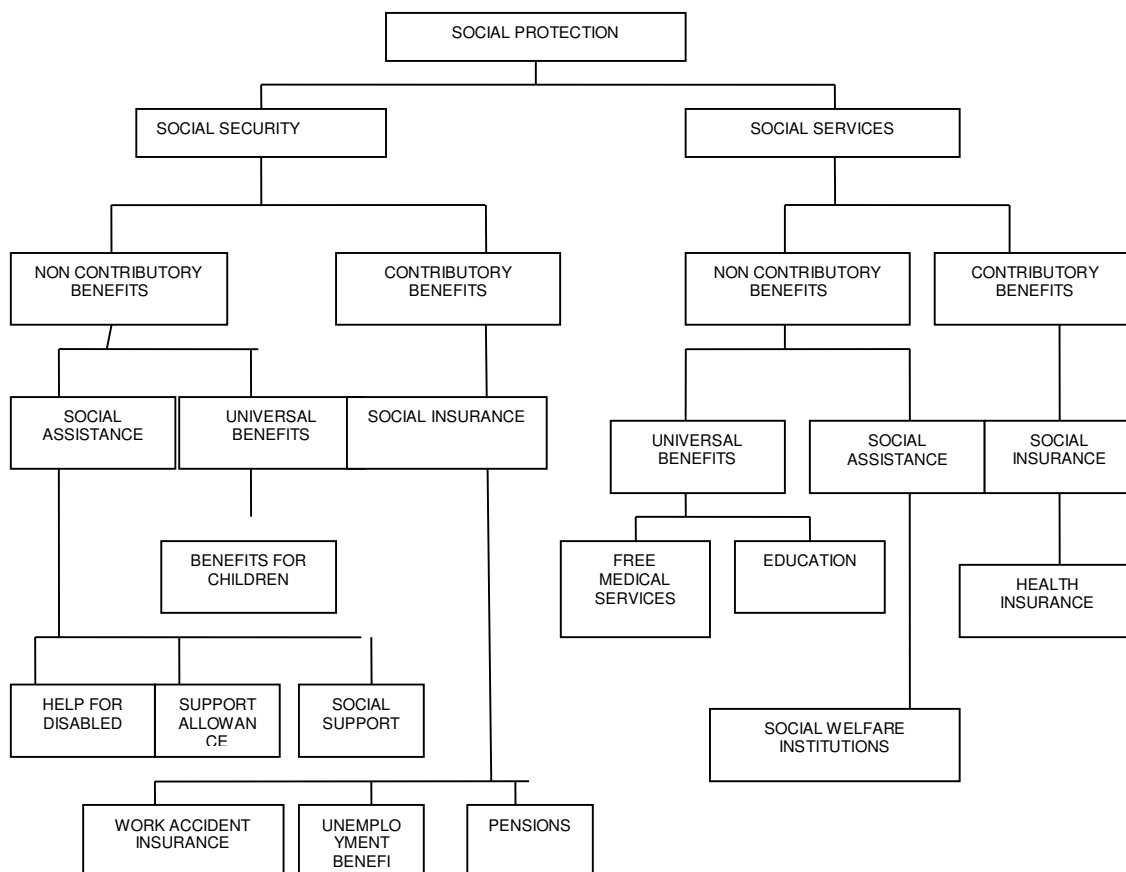 SOCIAL PROTECTION
SOCIAL SECURITY
SOCIAL SERVICES
NON CONTRIBUTORY
BENEFITS
CONTRIBUTORY
BENEFITS
NON CONTRIBUTORY
BENEFITS
CONTRIBUTORY
BENEFITS
SOCIAL
ASSISTANCE
UNIVERSAL
BENEFITS
SOCIAL INSURANCE
UNIVERSAL
BENEFITS
SOCIAL
ASSISTANCE
SOCIAL
INSURANCE
BENEFITS FOR
CHILDREN
FREE
MEDICAL
SERVICES
EDUCATION
HEALTH
INSURANCE
HELP FOR
DISABLED
SUPPORT
ALLOWAN
CE
SOCIAL
SUPPORT
SOCIAL WELFARE
INSTITUTIONS
WORK ACCIDENT
INSURANCE
UNEMPLO
YMENT
BENEFI
PENSIONS